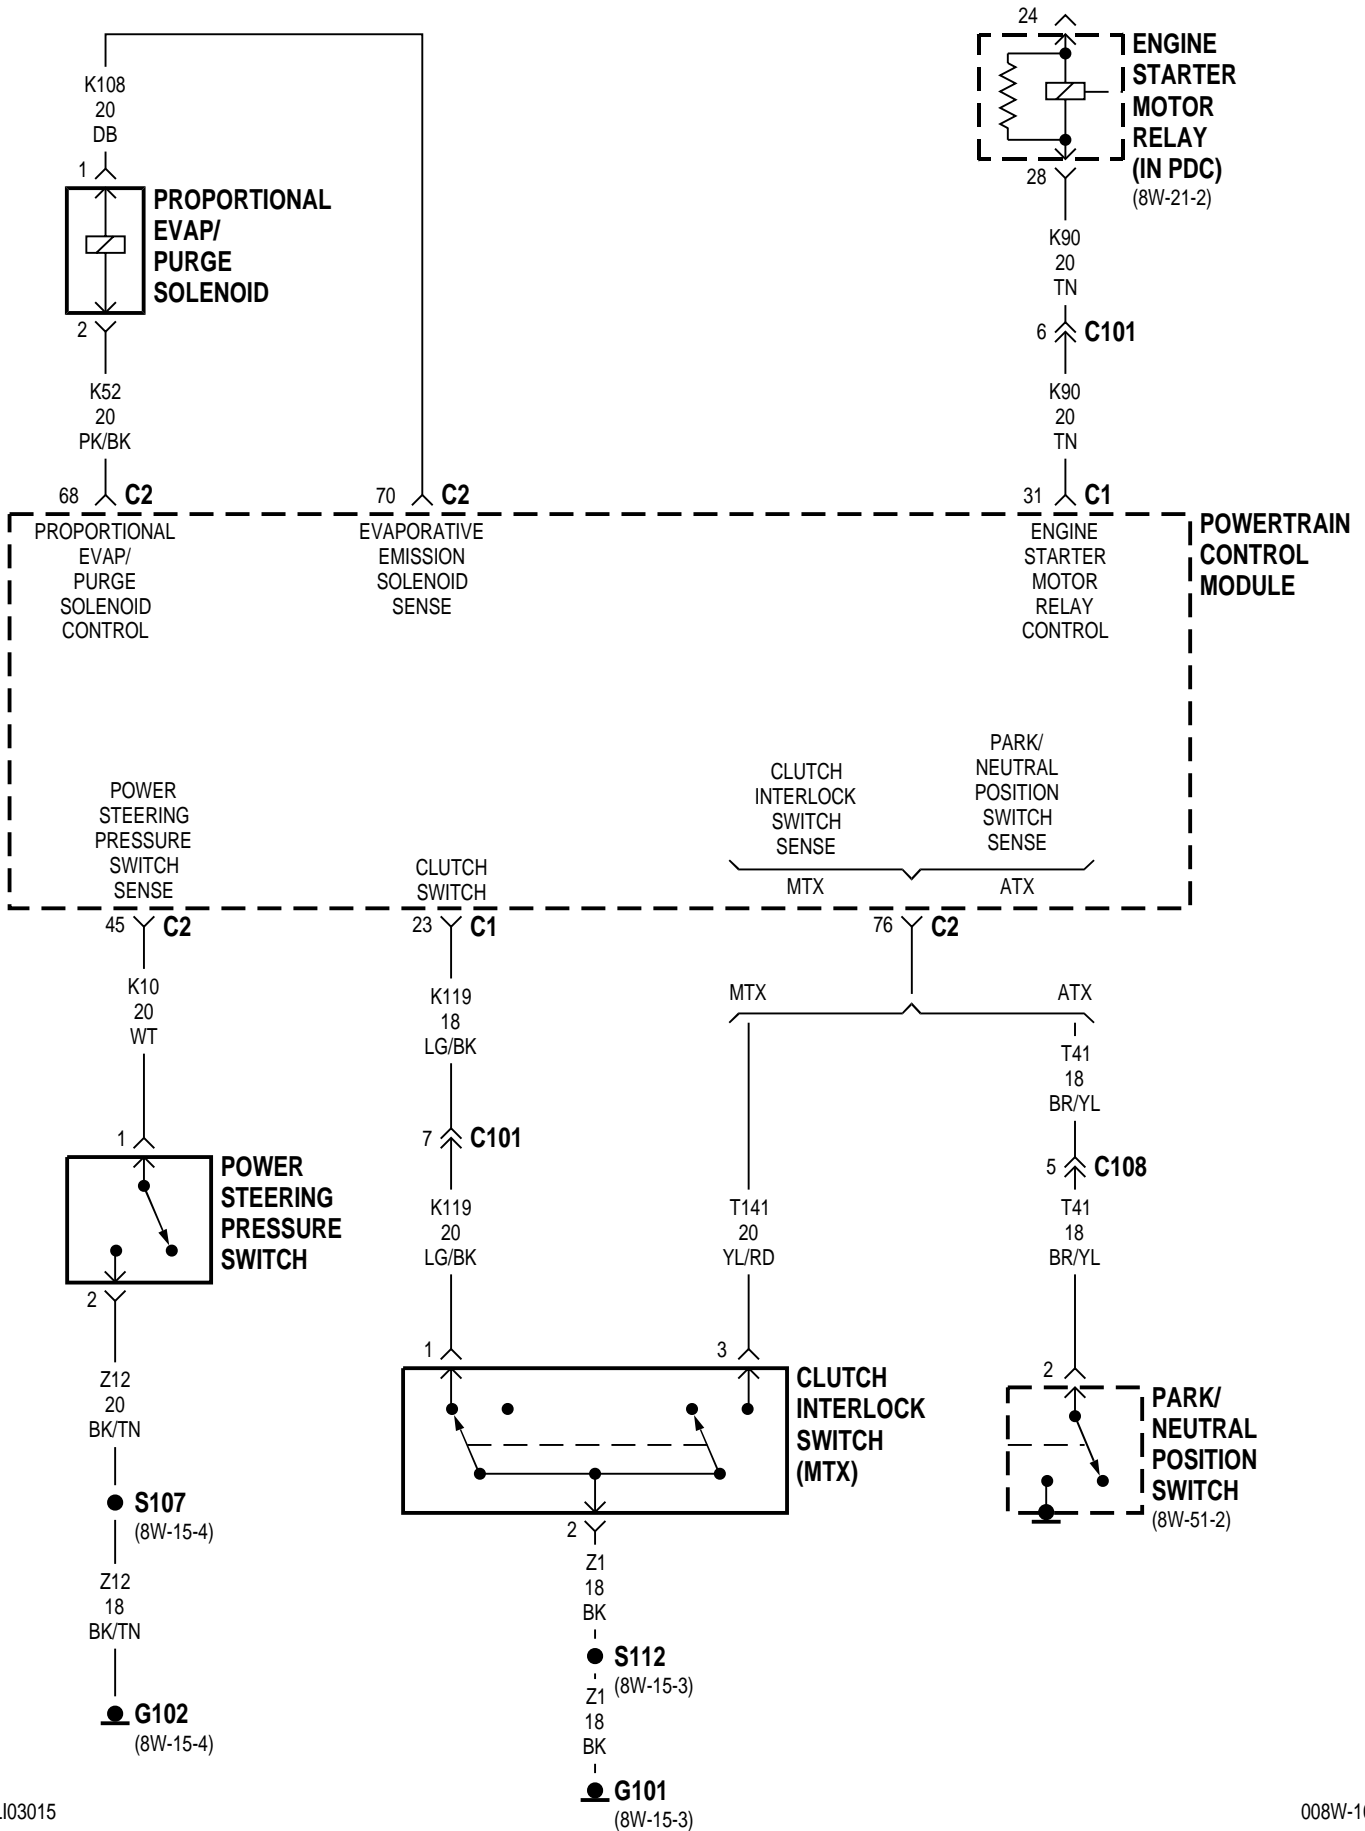 24
ENGINE
STARTER
MOTOR
RELAY
(IN PDC)
(8W-21-2)
28
K90
20
TN
6 C101
K90
20
TN
31 C1
K108
20
DB
1
PROPORTIONAL
EVAP/
PURGE
SOLENOID
2
K52
20
PK/BK
68 C2
70 C2
POWERTRAIN
CONTROL
MODULE
PROPORTIONAL
EVAP/
PURGE
SOLENOID
CONTROL
EVAPORATIVE
EMISSION
SOLENOID
SENSE
ENGINE
STARTER
MOTOR
RELAY
CONTROL
POWER
STEERING
PRESSURE
SWITCH
SENSE
CLUTCH
SWITCH
CLUTCH
INTERLOCK
SWITCH
SENSE
MTX
PARK/
NEUTRAL
POSITION
SWITCH
SENSE
ATX
45 C2
K10
20
WT
1
POWER
STEERING
PRESSURE
SWITCH
2
Z12
20
BK/TN
S107
(8W-15-4)
Z12
18
BK/TN
G102
(8W-15-4)
23 C1
K119
18
LG/BK
7 C101
K119
20
LG/BK
1
76 C2
MTX
ATX
T141
20
YL/RD
3
CLUTCH
INTERLOCK
SWITCH
(MTX)
2
Z1
18
BK
S112
(8W-15-3)
Z1
18
BK
G101
(8W-15-3)
T41
18
BR/YL
5 C108
T41
18
BR/YL
2
PARK/
NEUTRAL
POSITION
SWITCH
(8W-51-2)
LI03015
008W-16